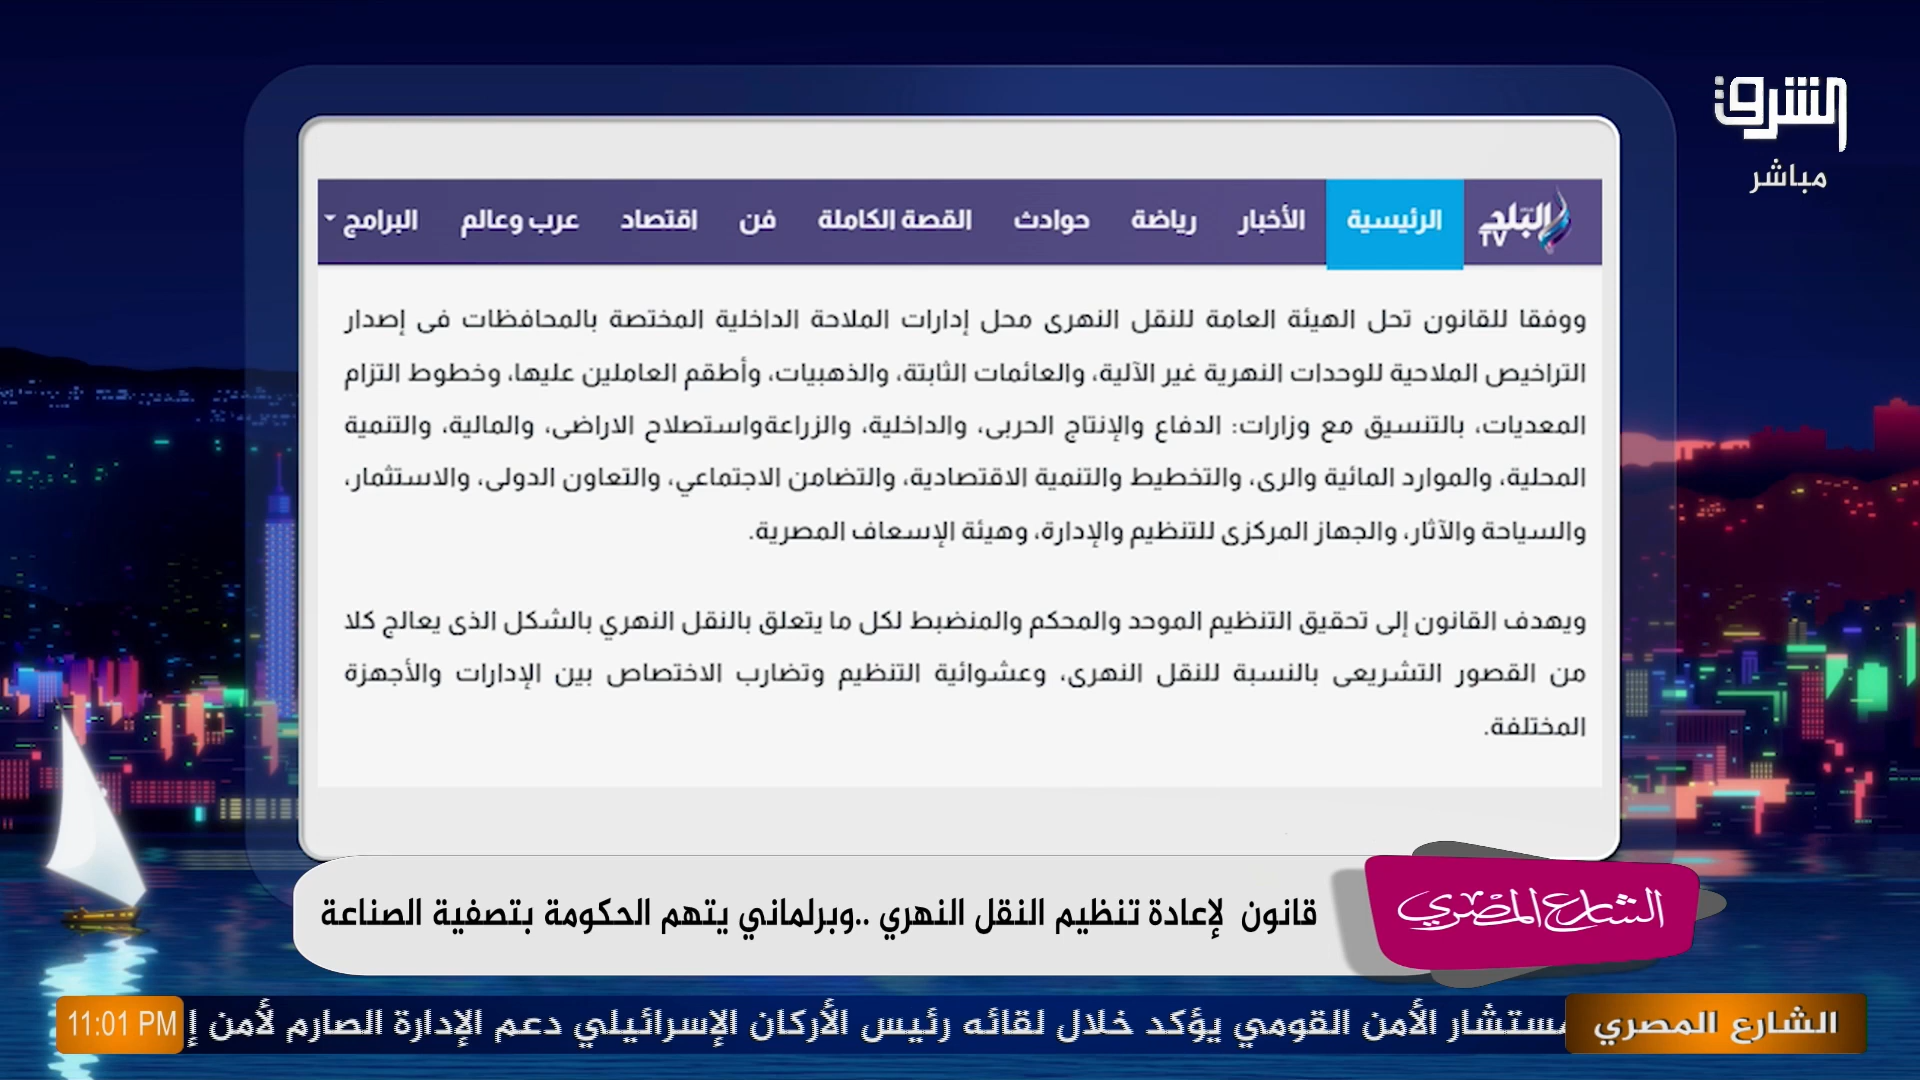 الشرق
مباشر
البلد TV الرئيسية الأخبار رياضة حوادث القصة الكاملة فن اقتصاد عرب وعالم البرامج
ووفقا للقانون تحل الهيئة العامة للنقل النهرى محل إدارات الملاحة الداخلية المختصة بالمحافظات فى إصدار
التراخيص الملاحية للوحدات النهرية غير الآلية، والعائمات الثابتة، والذهبيات، وأطقم العاملين عليها، وخطوط التزام
المعديات، بالتنسيق مع وزارات: الدفاع والإنتاج الحربى، والداخلية، والزراعةواستصلاح الاراضى، والمالية، والتنمية
المحلية، والموارد المائية والرى، والتخطيط والتنمية الاقتصادية، والتضامن الاجتماعي، والتعاون الدولى، والاستثمار،
والسياحة والآثار، والجهاز المركزى للتنظيم والإدارة، وهيئة الإسعاف المصرية.
ويهدف القانون إلى تحقيق التنظيم الموحد والمحكم والمنضبط لكل ما يتعلق بالنقل النهري بالشكل الذى يعالج كلا
من القصور التشريعى بالنسبة للنقل النهرى، وعشوائية التنظيم وتضارب الاختصاص بين الإدارات والأجهزة
المختلفة.
الشارع المصري
قانون لإعادة تنظيم النقل النهري ..وبرلماني يتهم الحكومة بتصفية الصناعة
الشارع المصري
مستشار الأمن القومي يؤكد خلال لقائه رئيس الأركان الإسرائيلي دعم الإدارة الصارم لأمن إ
11:01 PM